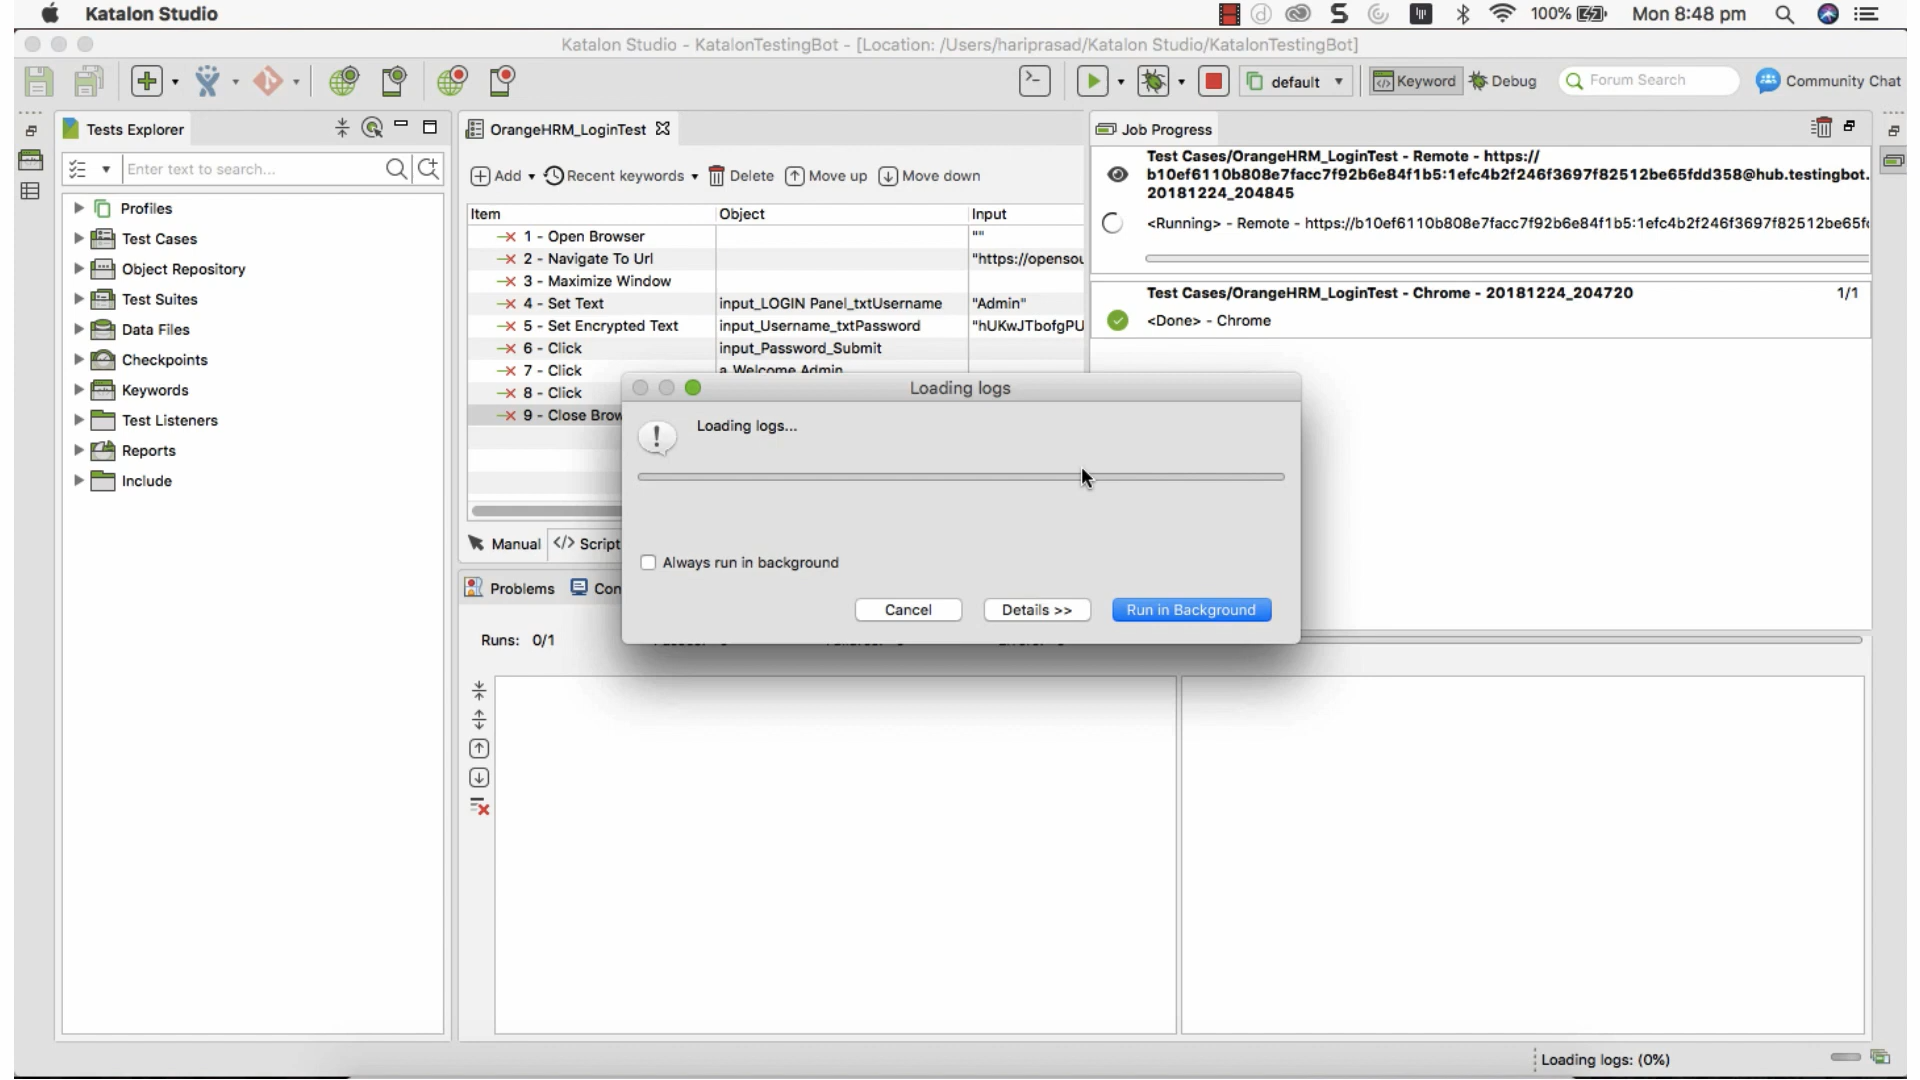 Katalon Studio
100%
Mon 8:48 pm
Katalon Studio - KatalonTestingBot - [Location: /Users/hariprasad/Katalon Studio/KatalonTestingBot]
default
Keyword
Debug
Forum Search
Community Chat
Tests Explorer
Enter text to search...
Profiles
Test Cases
Object Repository
Test Suites
Data Files
Checkpoints
Keywords
Test Listeners
Reports
Include
OrangeHRM_LoginTest
Add
Recent keywords
Delete
Move up
Move down
Item Object Input
1 - Open Browser ""
2 - Navigate To Url "https://opensou
3 - Maximize Window
4 - Set Text input_LOGIN Panel_txtUsername "Admin"
5 - Set Encrypted Text input_Username_txtPassword "hUKwJTbofgPU
6 - Click input_Password_Submit
7 - Click a_Welcome Admin
8 - Click
9 - Close Brow
Manual
Script
Problems
Con
Runs: 0/1
Job Progress
Test Cases/OrangeHRM_LoginTest - Remote - https://
b10ef6110b808e7facc7f92b6e84f1b5:1efc4b2f246f3697f82512be65fdd358@hub.testingbot.
20181224_204845
<Running> - Remote - https://b10ef6110b808e7facc7f92b6e84f1b5:1efc4b2f246f3697f82512be65f
Test Cases/OrangeHRM_LoginTest - Chrome - 20181224_204720 1/1
<Done> - Chrome
Loading logs
Loading logs...
Always run in background
Cancel
Details >>
Run in Background
Loading logs: (0%)